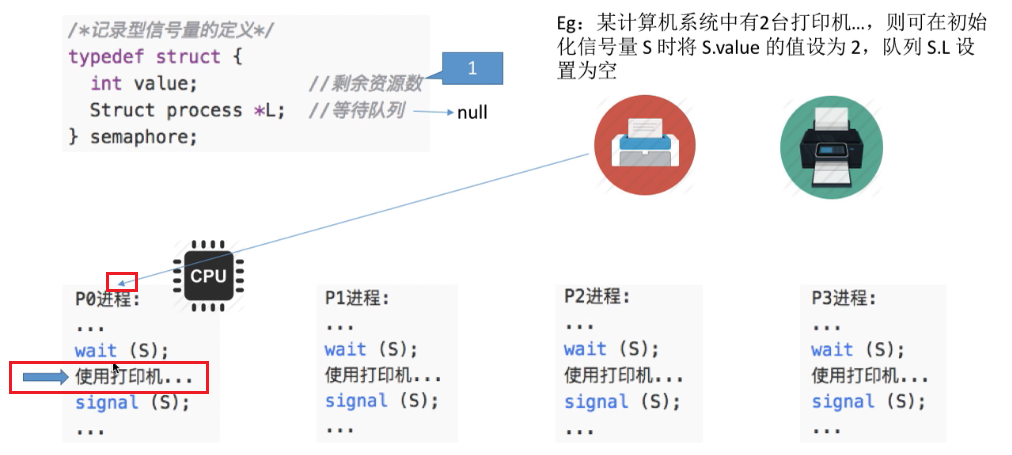 /*记录型信号量的定义*/
typedef struct {
int value; //剩余资源数
Struct process *L; //等待队列
} semaphore;
1
null
Eg：某计算机系统中有2台打印机...，则可在初始
化信号量 S 时将 S.value 的值设为 2，队列 S.L 设
置为空
CPU
P0进程:
...
wait (S);
使用打印机...
signal (S);
...
P1进程:
...
wait (S);
使用打印机...
signal (S);
...
P2进程:
...
wait (S);
使用打印机...
signal (S);
...
P3进程:
...
wait (S);
使用打印机...
signal (S);
...